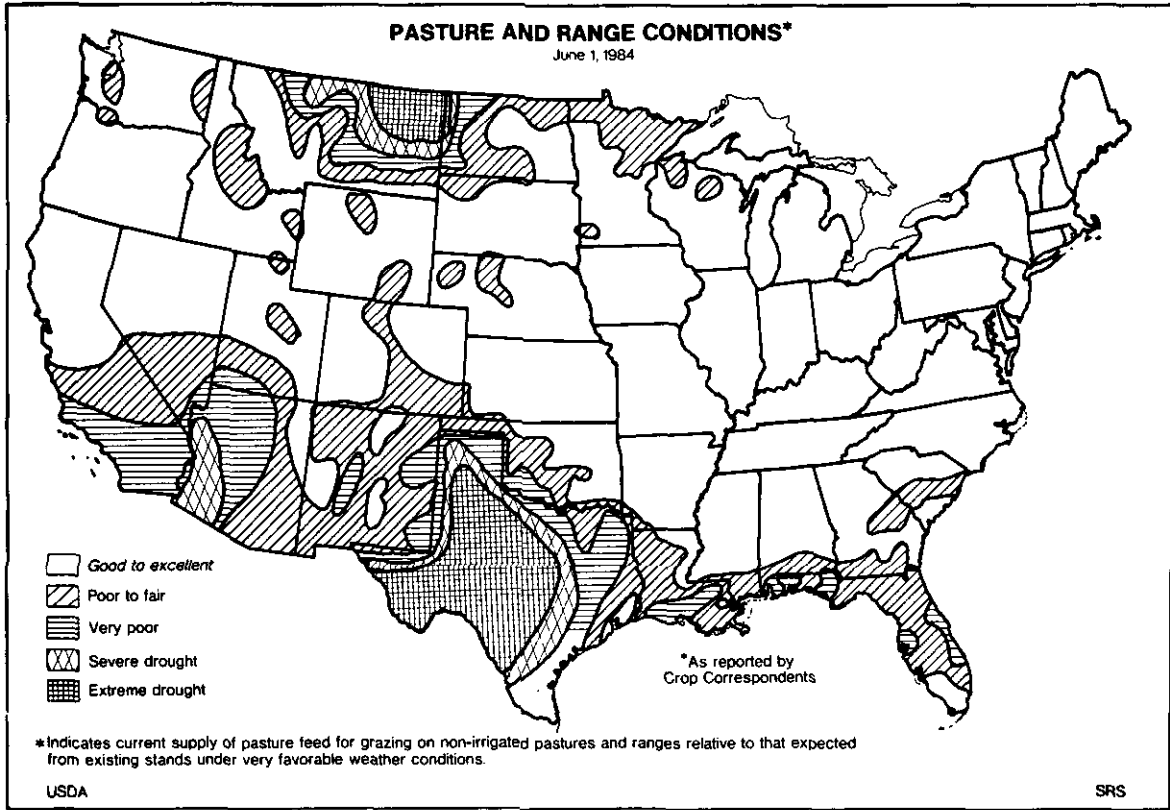 PASTURE AND RANGE CONDITIONS*
June 1, 1984
Good to excellent
Poor to fair
Very poor
Severe drought
Extreme drought
*As reported by
Crop Correspondents
*Indicates current supply of pasture feed for grazing on non-irrigated pastures and ranges relative to that expected
from existing stands under very favorable weather conditions.
USDA
SRS